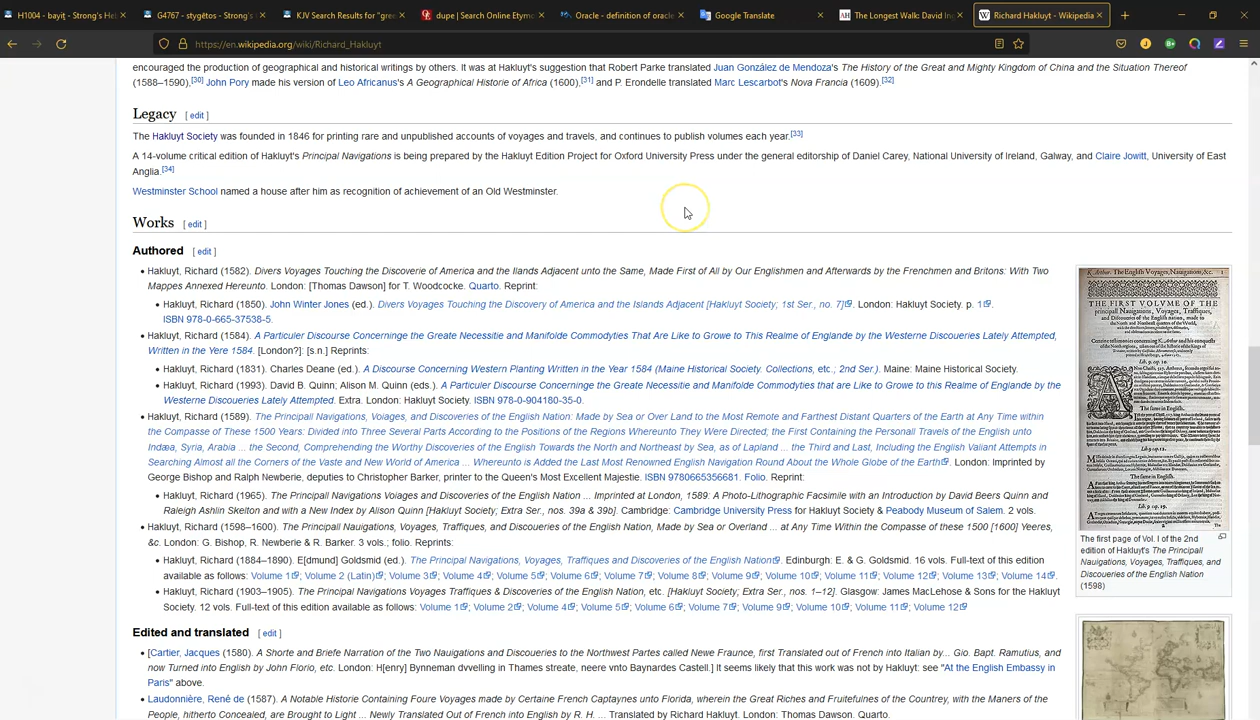 H1004 - bayiṯ - Strong's Heb
G4767 - stygētos - Strong's
KJV Search Results for "gree
dupe | Search Online Etymo
Oracle - definition of oracle
Google Translate
The Longest Walk: David In
Richard Hakluyt - Wikipedia
https://en.wikipedia.org/wiki/Richard_Hakluyt
encouraged the production of geographical and historical writings by others. It was at Hakluyt's suggestion that Robert Parke translated Juan González de Mendoza's The History of the Great and Mighty Kingdom of China and the Situation Thereof
(1588–1590),[30] John Pory made his version of Leo Africanus's A Geographical Historie of Africa (1600),[31] and P. Erondelle translated Marc Lescarbot's Nova Francia (1609).[32]
Legacy [ edit ]
The Hakluyt Society was founded in 1846 for printing rare and unpublished accounts of voyages and travels, and continues to publish volumes each year.[33]
A 14-volume critical edition of Hakluyt's Principal Navigations is being prepared by the Hakluyt Edition Project for Oxford University Press under the general editorship of Daniel Carey, National University of Ireland, Galway, and Claire Jowitt, University of East
Anglia.[34]
Westminster School named a house after him as recognition of achievement of an Old Westminster.
Works [ edit ]
Authored [ edit ]
• Hakluyt, Richard (1582). Divers Voyages Touching the Discoverie of America and the Ilands Adjacent unto the Same, Made First of All by Our Englishmen and Afterwards by the Frenchmen and Britons: With Two
Mappes Annexed Hereunto. London: [Thomas Dawson] for T. Woodcocke. Quarto. Reprint:
• Hakluyt, Richard (1850). John Winter Jones (ed.). Divers Voyages Touching the Discovery of America and the Islands Adjacent [Hakluyt Society; 1st Ser., no. 7]. London: Hakluyt Society. p. 1.
ISBN 978-0-665-37538-5.
• Hakluyt, Richard (1584). A Particuler Discourse Concerninge the Greate Necessitie and Manifolde Commodyties That Are Like to Growe to This Realme of Englande by the Westerne Discoueries Lately Attempted,
Written in the Yere 1584. [London?]: [s.n.] Reprints:
• Hakluyt, Richard (1831). Charles Deane (ed.). A Discourse Concerning Western Planting Written in the Year 1584 (Maine Historical Society. Collections, etc.; 2nd Ser.). Maine: Maine Historical Society.
• Hakluyt, Richard (1993). David B. Quinn; Alison M. Quinn (eds.). A Particuler Discourse Concerninge the Greate Necessitie and Manifolde Commodyties that are Like to Growe to this Realme of Englande by the
Westerne Discoueries Lately Attempted. Extra. London: Hakluyt Society. ISBN 978-0-904180-35-0.
• Hakluyt, Richard (1589). The Principall Navigations, Voiages, and Discoveries of the English Nation: Made by Sea or Over Land to the Most Remote and Farthest Distant Quarters of the Earth at Any Time within
the Compasse of These 1500 Years: Divided into Three Several Parts According to the Positions of the Regions Whereunto They Were Directed; the First Containing the Personall Travels of the English unto
Indæa, Syria, Arabia ... the Second, Comprehending the Worthy Discoveries of the English Towards the North and Northeast by Sea, as of Lapland ... the Third and Last, Including the English Valiant Attempts in
Searching Almost all the Corners of the Vaste and New World of America ... Whereunto is Added the Last Most Renowned English Navigation Round About the Whole Globe of the Earth. London: Imprinted by
George Bishop and Ralph Newberie, deputies to Christopher Barker, printer to the Queen's Most Excellent Majestie. ISBN 9780665356681. Folio. Reprint:
• Hakluyt, Richard (1965). The Principall Navigations Voiages and Discoveries of the English Nation ... Imprinted at London, 1589: A Photo-Lithographic Facsimile with an Introduction by David Beers Quinn and
Raleigh Ashlin Skelton and with a New Index by Alison Quinn [Hakluyt Society; Extra Ser., nos. 39a & 39b]. Cambridge: Cambridge University Press for Hakluyt Society & Peabody Museum of Salem. 2 vols.
• Hakluyt, Richard (1598–1600). The Principall Nauigations, Voyages, Traffiques, and Discoueries of the English Nation, Made by Sea or Overland ... at Any Time Within the Compasse of these 1500 [1600] Yeeres,
&c. London: G. Bishop, R. Newberie & R. Barker. 3 vols.; folio. Reprints:
• Hakluyt, Richard (1884–1890). E[dmund] Goldsmid (ed.). The Principal Navigations, Voyages, Traffiques and Discoveries of the English Nation. Edinburgh: E. & G. Goldsmid. 16 vols. Full-text of this edition
available as follows: Volume 1; Volume 2 (Latin); Volume 3; Volume 4; Volume 5; Volume 6; Volume 7; Volume 8; Volume 9; Volume 10; Volume 11; Volume 12; Volume 13; Volume 14.
• Hakluyt, Richard (1903–1905). The Principal Navigations Voyages Traffiques & Discoveries of the English Nation, etc. [Hakluyt Society; Extra Ser., nos. 1–12]. Glasgow: James MacLehose & Sons for the Hakluyt
Society. 12 vols. Full-text of this edition available as follows: Volume 1; Volume 2; Volume 4; Volume 5; Volume 6; Volume 7; Volume 9; Volume 10; Volume 11; Volume 12
THE FIRST VOLVME OF THE
The first page of Vol. I of the 2nd
edition of Hakluyt's The Principall
Navigations, Voyages, Traffiques, and
Discoueries of the English Nation
(1598)
Edited and translated [ edit ]
• [Cartier, Jacques (1580). A Shorte and Briefe Narration of the Two Nauigations and Discoueries to the Northwest Partes called Newe Fraunce, first Translated out of French into Italian by... Gio. Bapt. Ramutius, and
now Turned into English by John Florio, etc. London: H[enry] Bynneman dvvelling in Thames streate, neere vnto Baynardes Castell.] It seems likely that this work was not by Hakluyt: see "At the English Embassy in
Paris" above.
• Laudonnière, René de (1587). A Notable Historie Containing Foure Voyages made by Certaine French Captaynes unto Florida, wherein the Great Riches and Fruitefulnes of the Countrey, with the Maners of the
People, hitherto Concealed, are Brought to Light ... Newly Translated Out of French into English by R. H. ... Translated by Richard Hakluyt. London: Thomas Dawson. Quarto.